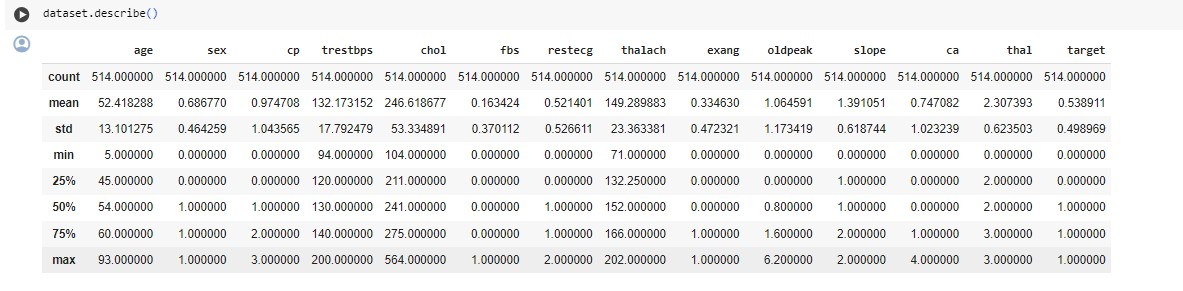 dataset.describe()
age sex cp trestbps chol fbs restecg thalach exang oldpeak slope ca thal target
count 514.000000 514.000000 514.000000 514.000000 514.000000 514.000000 514.000000 514.000000 514.000000 514.000000 514.000000 514.000000 514.000000 514.000000
mean 52.418288 0.686770 0.974708 132.173152 246.618677 0.163424 0.521401 149.289883 0.334630 1.064591 1.391051 0.747082 2.307393 0.538911
std 13.101275 0.464259 1.043565 17.792479 53.334891 0.370112 0.526611 23.363381 0.472321 1.173419 0.618744 1.023239 0.623503 0.498969
min 5.000000 0.000000 0.000000 94.000000 104.000000 0.000000 0.000000 71.000000 0.000000 0.000000 0.000000 0.000000 0.000000 0.000000
25% 45.000000 0.000000 0.000000 120.000000 211.000000 0.000000 0.000000 132.250000 0.000000 0.000000 1.000000 0.000000 2.000000 0.000000
50% 54.000000 1.000000 1.000000 130.000000 241.000000 0.000000 1.000000 152.000000 0.000000 0.800000 1.000000 0.000000 2.000000 1.000000
75% 60.000000 1.000000 2.000000 140.000000 275.000000 0.000000 1.000000 166.000000 1.000000 1.600000 2.000000 1.000000 3.000000 1.000000
max 93.000000 1.000000 3.000000 200.000000 564.000000 1.000000 2.000000 202.000000 1.000000 6.200000 2.000000 4.000000 3.000000 1.000000